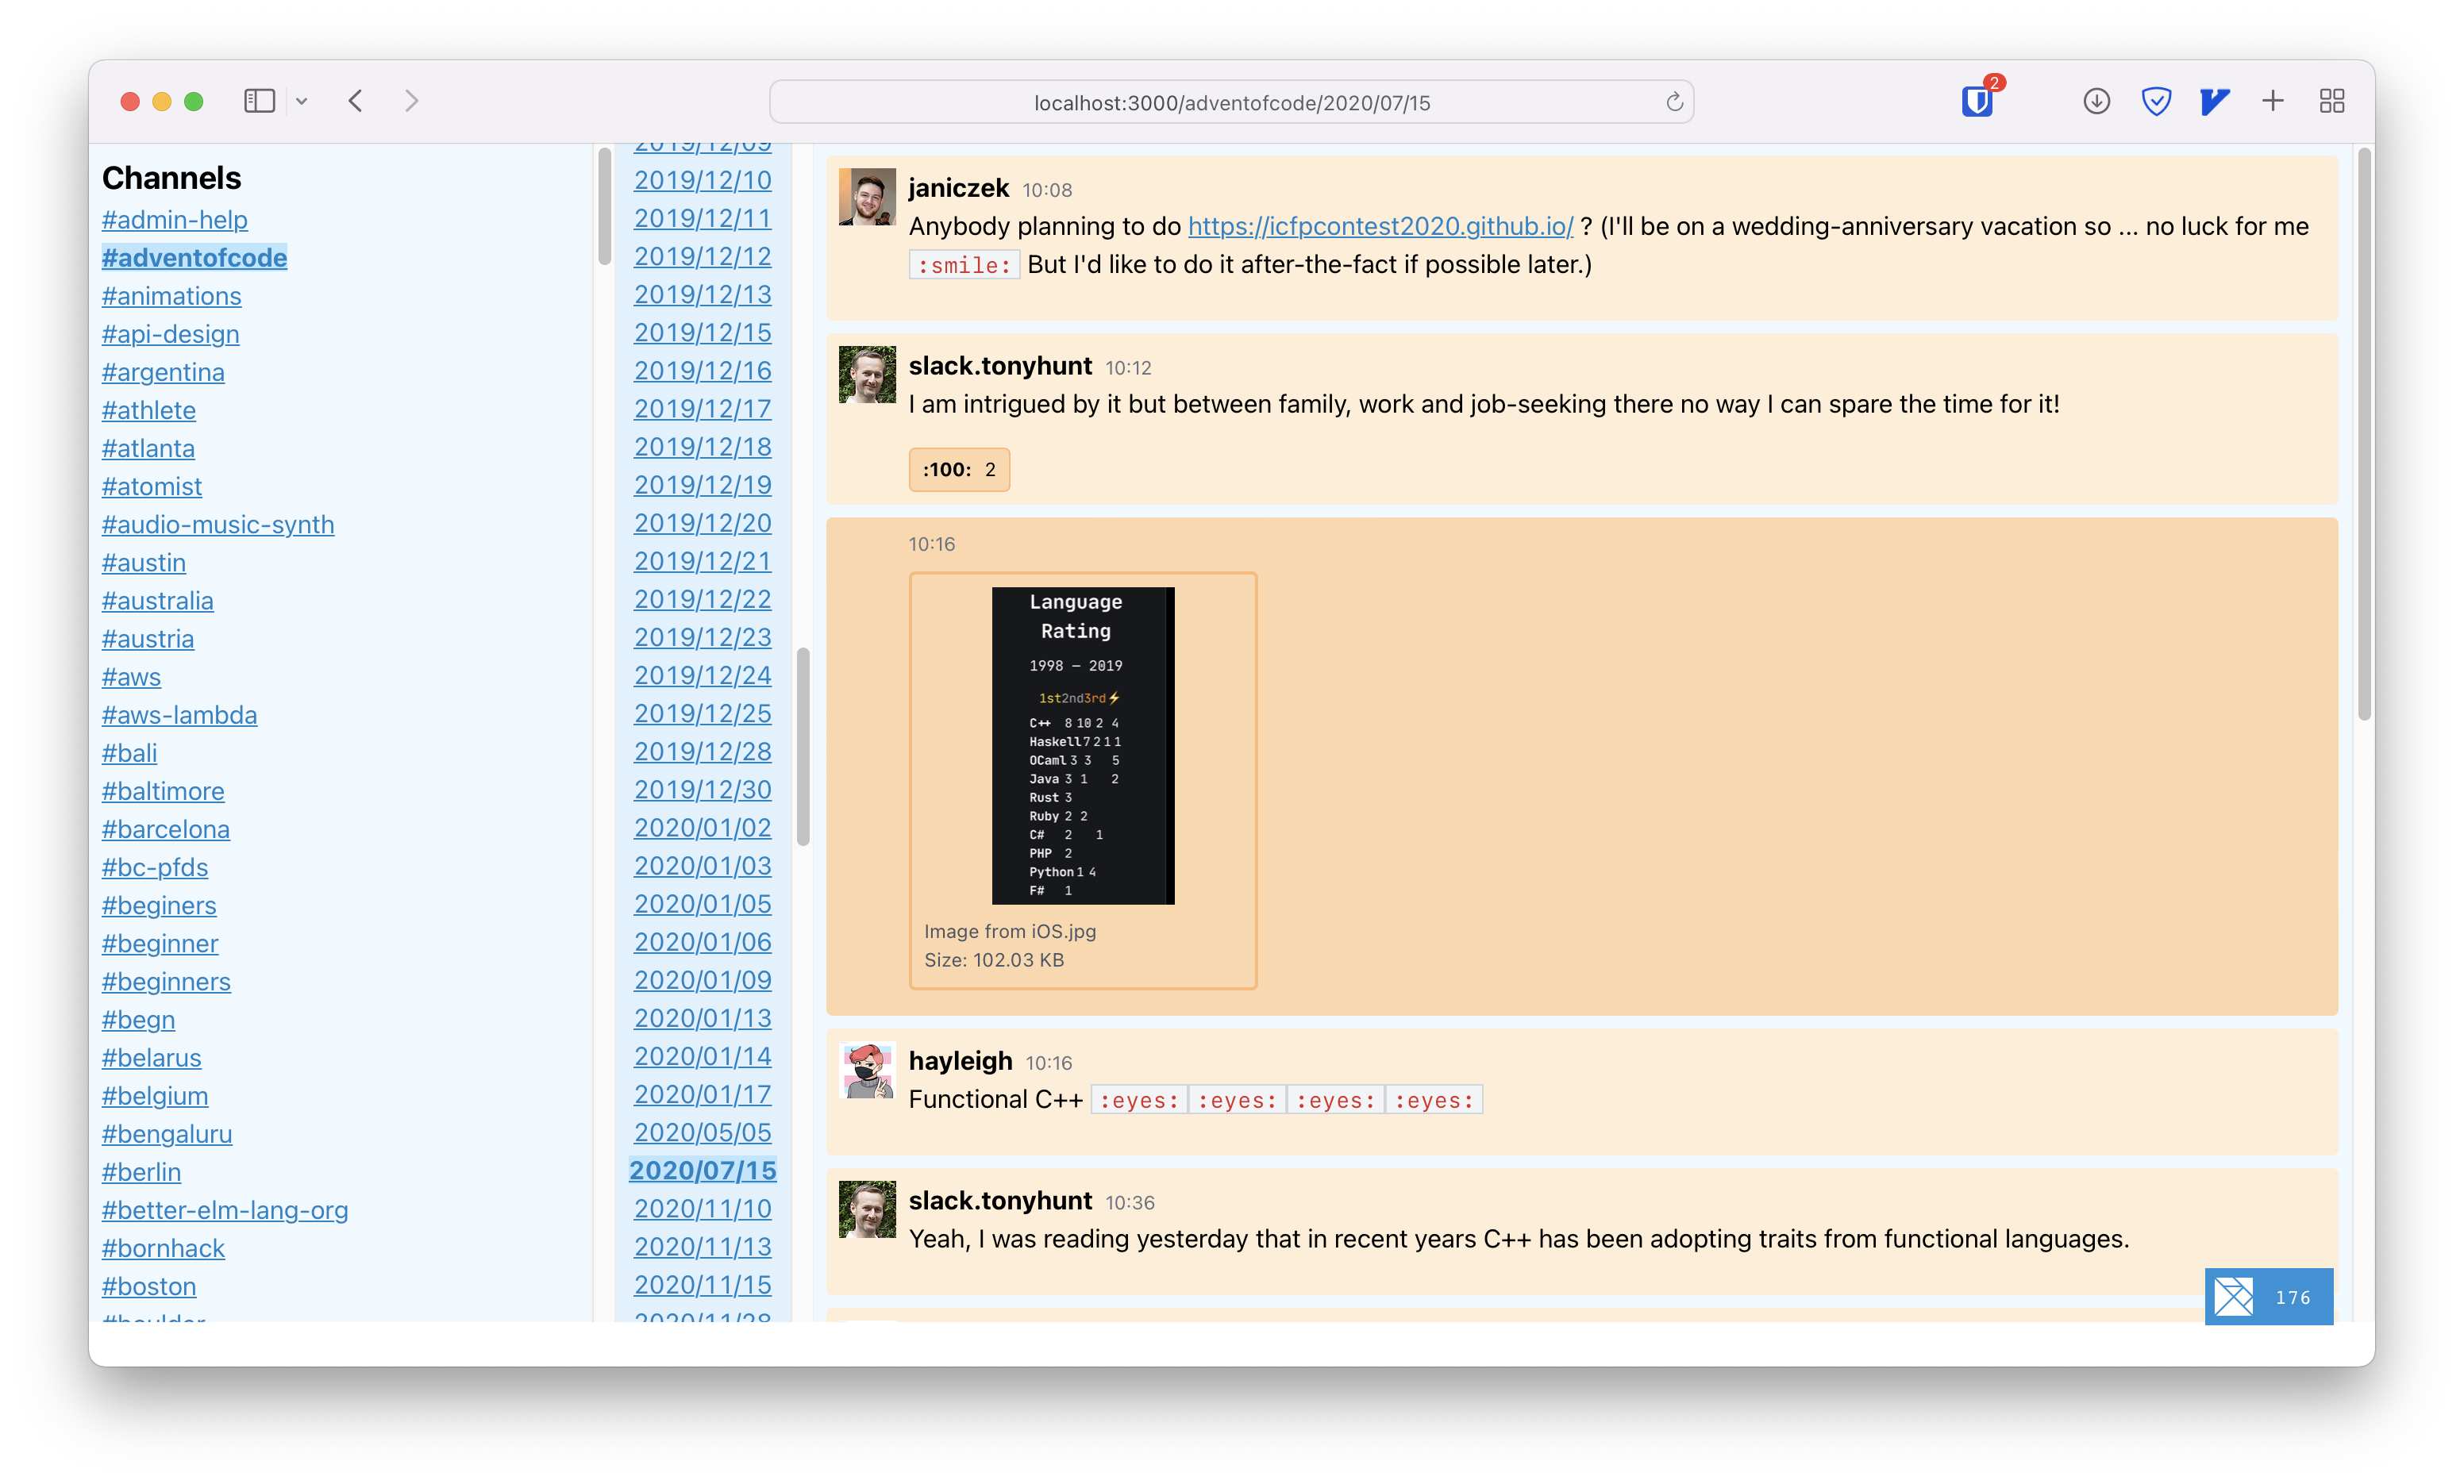 2
localhost:3000/adventofcode/2020/07/15
Channels
#admin-help
#adventofcode
#animations
#api-design
#argentina
#athlete
#atlanta
#atomist
#audio-music-synth
#austin
#australia
#austria
#aws
#aws-lambda
#bali
#baltimore
#barcelona
#bc-pfds
#beginers
#beginner
#beginners
#begn
#belarus
#belgium
#bengaluru
#berlin
#better-elm-lang-org
#bornhack
#boston
#boulder
2019/12/09
2019/12/10
2019/12/11
2019/12/12
2019/12/13
2019/12/15
2019/12/16
2019/12/17
2019/12/18
2019/12/19
2019/12/20
2019/12/21
2019/12/22
2019/12/23
2019/12/24
2019/12/25
2019/12/28
2019/12/30
2020/01/02
2020/01/03
2020/01/05
2020/01/06
2020/01/09
2020/01/13
2020/01/14
2020/01/17
2020/05/05
2020/07/15
2020/11/10
2020/11/13
2020/11/15
2020/11/28
janiczek 10:08
Anybody planning to do https://icfpcontest2020.github.io/ ? (I'll be on a wedding-anniversary vacation so ... no luck for me
:smile: But I'd like to do it after-the-fact if possible later.)
slack.tonyhunt 10:12
I am intrigued by it but between family, work and job-seeking there no way I can spare the time for it!
:100: 2
10:16
Language
Rating
1998 — 2019
1st2nd3rd⚡
C++ 8 10 2 4
Haskell 7 2 1 1
OCaml 3 3 5
Java 3 1 2
Rust 3
Ruby 2 2
C# 2 1
PHP 2
Python 1 4
F# 1
Image from iOS.jpg
Size: 102.03 KB
hayleigh 10:16
Functional C++ :eyes: :eyes: :eyes: :eyes:
slack.tonyhunt 10:36
Yeah, I was reading yesterday that in recent years C++ has been adopting traits from functional languages.
176